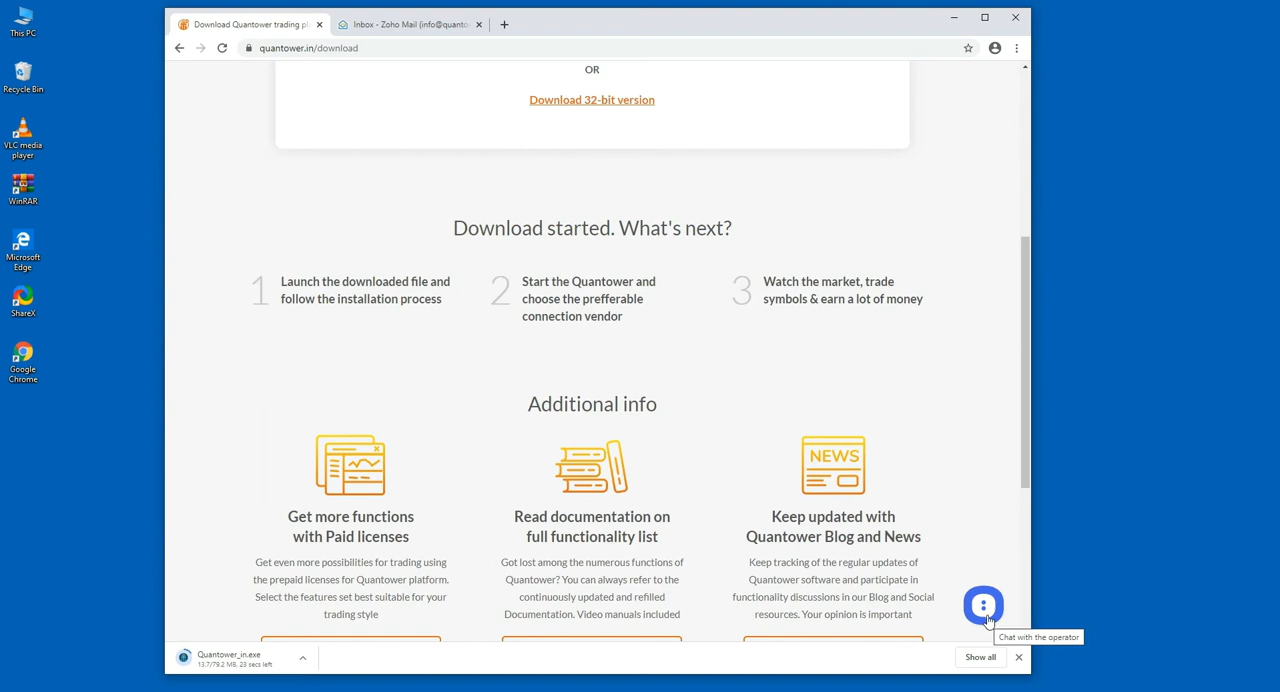 This PC
Recycle Bin
VLC media
player
WinRAR
Microsoft
Edge
ShareX
Google
Chrome
Download Quantower trading pl
Inbox - Zoho Mail (info@quanto
quantower.in/download
OR
Download 32-bit version
Download started. What's next?
1 Launch the downloaded file and
follow the installation process
2 Start the Quantower and
choose the prefferable
connection vendor
3 Watch the market, trade
symbols & earn a lot of money
Additional info
NEWS
Get more functions
with Paid licenses
Get even more possibilities for trading using
the prepaid licenses for Quantower platform.
Select the features set best suitable for your
trading style
Read documentation on
full functionality list
Got lost among the numerous functions of
Quantower? You can always refer to the
continuously updated and refilled
Documentation. Video manuals included
Keep updated with
Quantower Blog and News
Keep tracking of the regular updates of
Quantower software and participate in
functionality discussions in our Blog and Social
resources. Your opinion is important
Chat with the operator
Quantower_in.exe
13.7/79.2 MB, 23 secs left
Show all